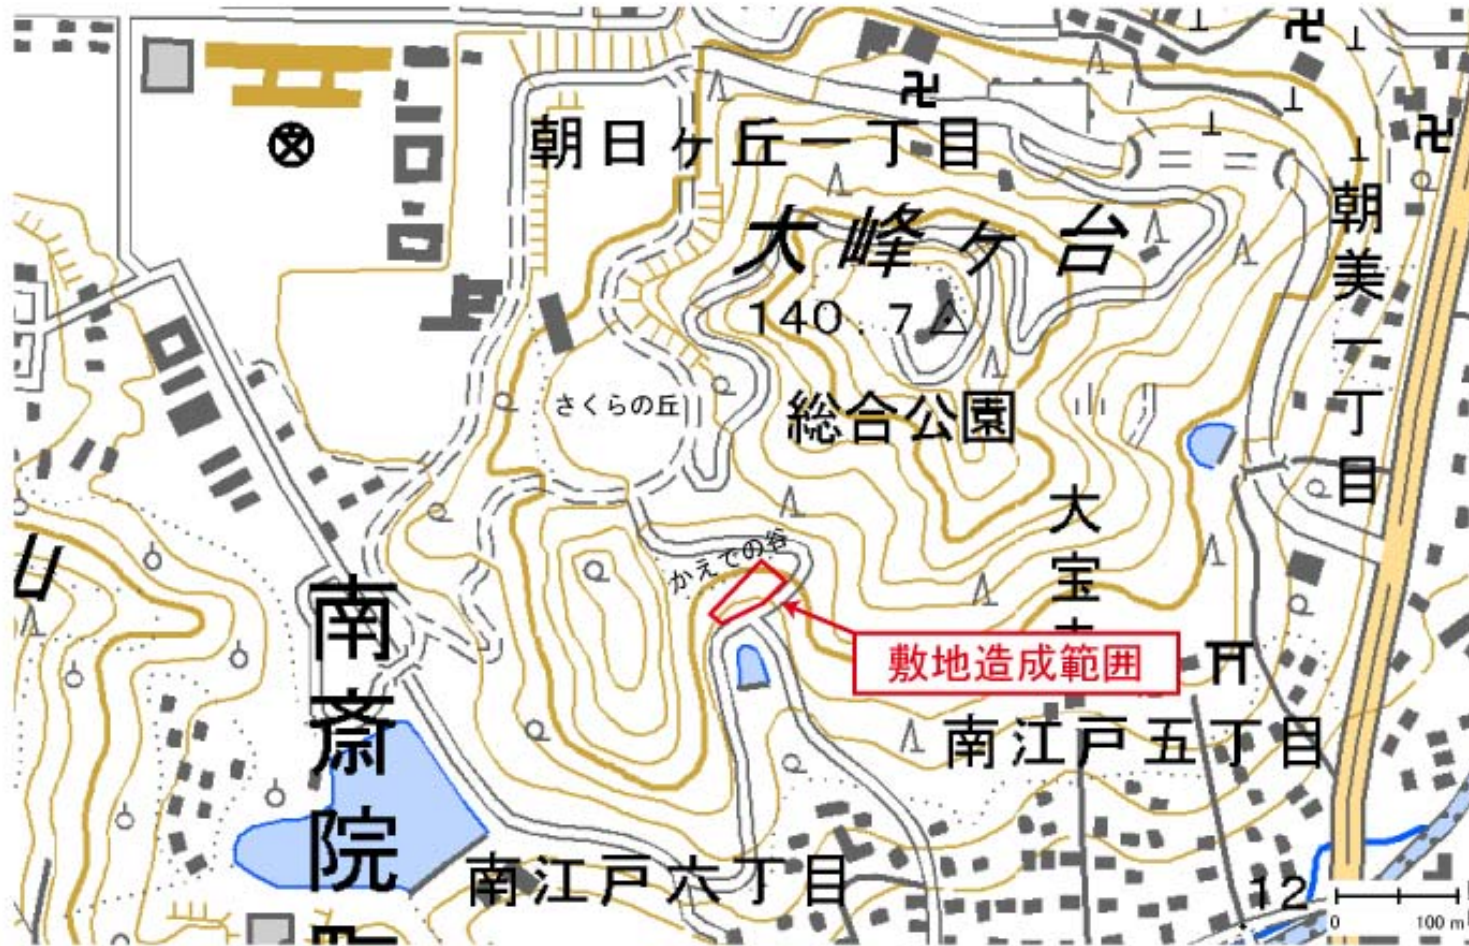 朝日ヶ丘一丁目
大峰ヶ台
140.7
朝美一丁目
さくらの丘
総合公園
かえでの谷
大宝
敷地造成範囲
南江戸五丁目
南斎院
南江戸六丁目
12
0 100 m